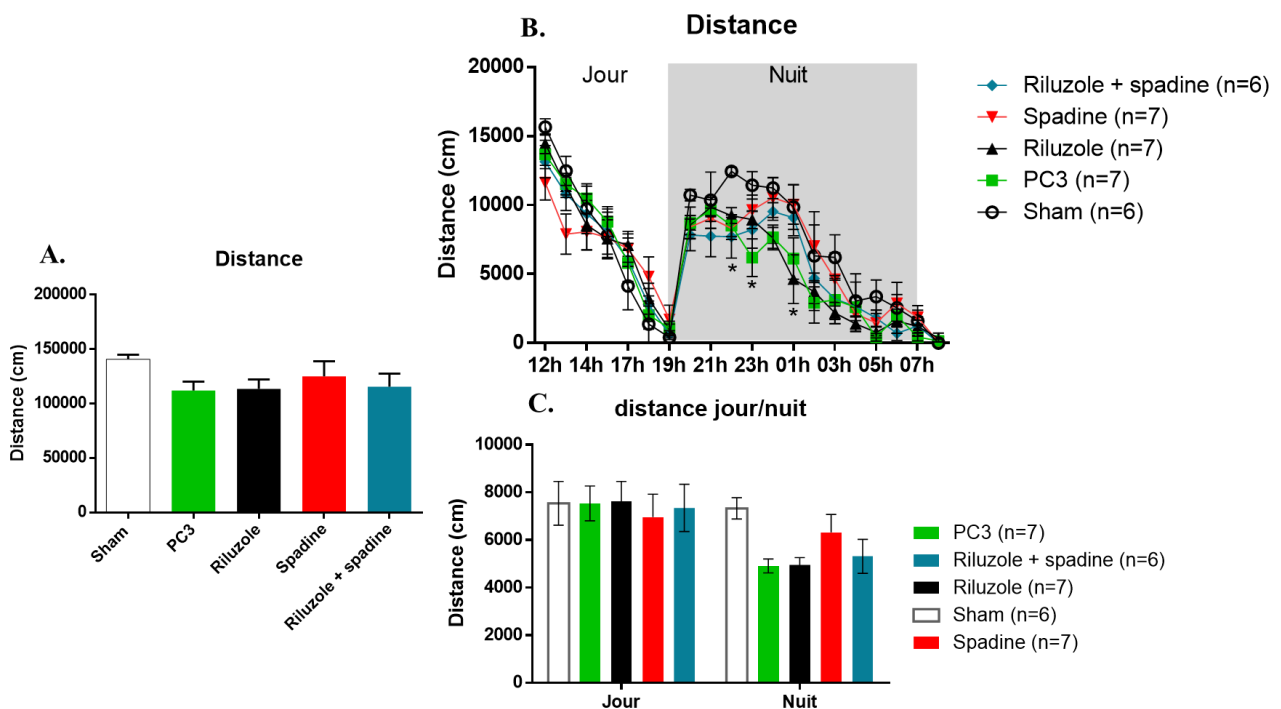 A.
Distance
200000
150000
100000
50000
0
Distance (cm)
Sham
PC3
Riluzole
Spadine
Riluzole + spadine
B.
Distance
Jour
Nuit
20000
15000
10000
5000
0
Distance (cm)
*
*
*
12h 14h 17h 19h 21h 23h 01h 03h 05h 07h
Riluzole + spadine (n=6)
Spadine (n=7)
Riluzole (n=7)
PC3 (n=7)
Sham (n=6)
C.
distance jour/nuit
10000
8000
6000
4000
2000
0
Distance (cm)
Jour
Nuit
PC3 (n=7)
Riluzole + spadine (n=6)
Riluzole (n=7)
Sham (n=6)
Spadine (n=7)